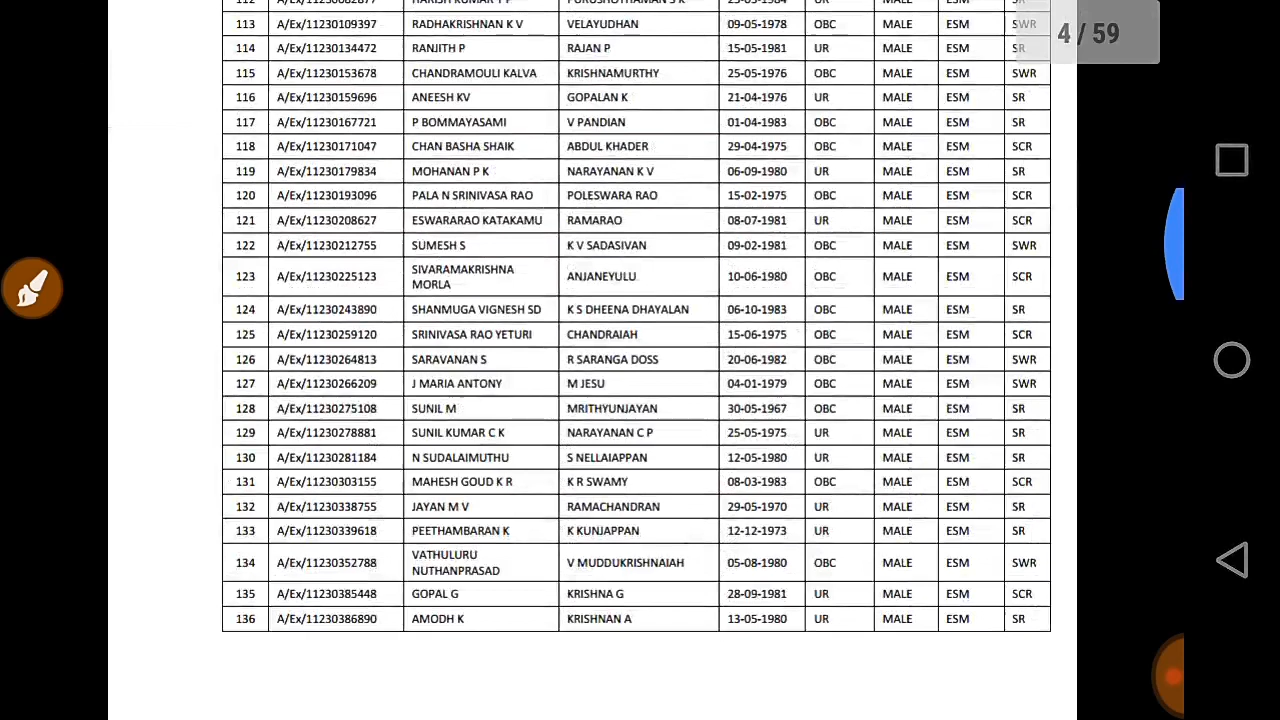 113 A/Ex/11230109397 RADHAKRISHNAN K V VELAYUDHAN 09-05-1978 OBC MALE ESM SWR
4 / 59
114 A/Ex/11230134472 RANJITH P RAJAN P 15-05-1981 UR MALE ESM SR
115 A/Ex/11230153678 CHANDRAMOULI KALVA KRISHNAMURTHY 25-05-1976 OBC MALE ESM SWR
116 A/Ex/11230159696 ANEESH KV GOPALAN K 21-04-1976 UR MALE ESM SR
117 A/Ex/11230167721 P BOMMAYASAMI V PANDIAN 01-04-1983 OBC MALE ESM SR
118 A/Ex/11230171047 CHAN BASHA SHAIK ABDUL KHADER 29-04-1975 OBC MALE ESM SCR
119 A/Ex/11230179834 MOHANAN P K NARAYANAN K V 06-09-1980 UR MALE ESM SR
120 A/Ex/11230193096 PALA N SRINIVASA RAO POLESWARA RAO 15-02-1975 OBC MALE ESM SCR
121 A/Ex/11230208627 ESWARARAO KATAKAMU RAMARAO 08-07-1981 UR MALE ESM SCR
122 A/Ex/11230212755 SUMESH S K V SADASIVAN 09-02-1981 OBC MALE ESM SWR
123 A/Ex/11230225123 SIVARAMAKRISHNA ANJANEYULU 10-06-1980 OBC MALE ESM SCR
MORLA
124 A/Ex/11230243890 SHANMUGA VIGNESH SD K S DHEENA DHAYALAN 06-10-1983 OBC MALE ESM SR
125 A/Ex/11230259120 SRINIVASA RAO YETURI CHANDRAIAH 15-06-1975 OBC MALE ESM SCR
126 A/Ex/11230264813 SARAVANAN S R SARANGA DOSS 20-06-1982 OBC MALE ESM SWR
127 A/Ex/11230266209 J MARIA ANTONY M JESU 04-01-1979 OBC MALE ESM SWR
128 A/Ex/11230275108 SUNIL M MRITHYUNJAYAN 30-05-1967 OBC MALE ESM SR
129 A/Ex/11230278881 SUNIL KUMAR C K NARAYANAN C P 25-05-1975 UR MALE ESM SR
130 A/Ex/11230281184 N SUDALAIMUTHU S NELLAIAPPAN 12-05-1980 UR MALE ESM SR
131 A/Ex/11230303155 MAHESH GOUD K R K R SWAMY 08-03-1983 OBC MALE ESM SCR
132 A/Ex/11230338755 JAYAN M V RAMACHANDRAN 29-05-1970 UR MALE ESM SR
133 A/Ex/11230339618 PEETHAMBARAN K K KUNJAPPAN 12-12-1973 UR MALE ESM SR
134 A/Ex/11230352788 VATHULURU V MUDDUKRISHNAIAH 05-08-1980 OBC MALE ESM SWR
NUTHANPRASAD
135 A/Ex/11230385448 GOPAL G KRISHNA G 28-09-1981 UR MALE ESM SCR
136 A/Ex/11230386890 AMODH K KRISHNAN A 13-05-1980 UR MALE ESM SR